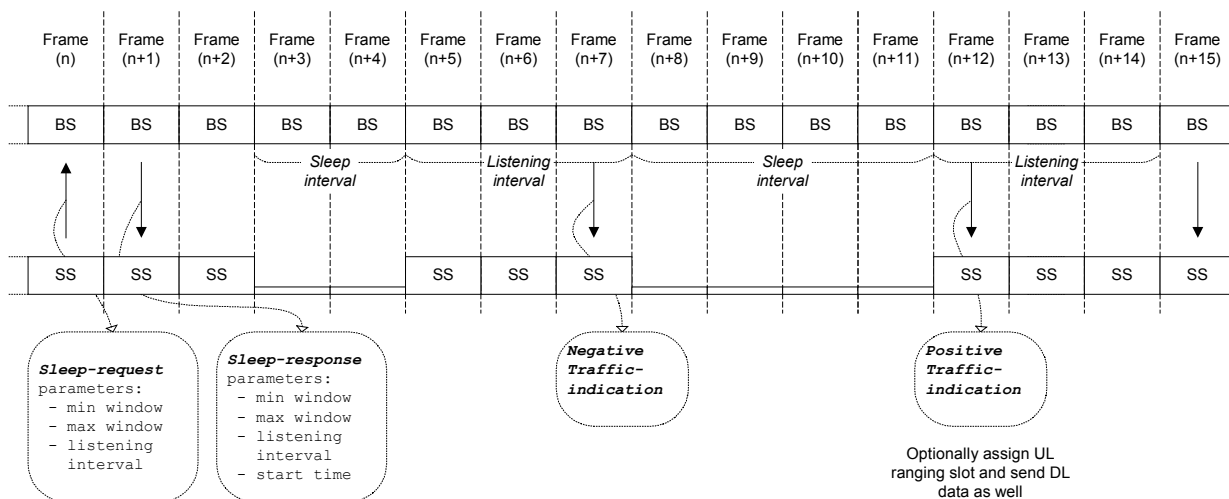 Frame (n)
Frame (n+1)
Frame (n+2)
Frame (n+3)
Frame (n+4)
Frame (n+5)
Frame (n+6)
Frame (n+7)
Frame (n+8)
Frame (n+9)
Frame (n+10)
Frame (n+11)
Frame (n+12)
Frame (n+13)
Frame (n+14)
Frame (n+15)
BS BS BS BS BS BS BS BS BS BS BS BS BS BS BS BS
Sleep
interval
Listening
interval
Sleep
interval
Listening
interval
SS SS SS SS SS SS SS SS SS SS
Sleep-request
parameters:
- min window
- max window
- listening
interval
Sleep-response
parameters:
- min window
- max window
- listening
interval
- start time
Negative
Traffic-
indication
Positive
Traffic-
indication
Optionally assign UL
ranging slot and send DL
data as well